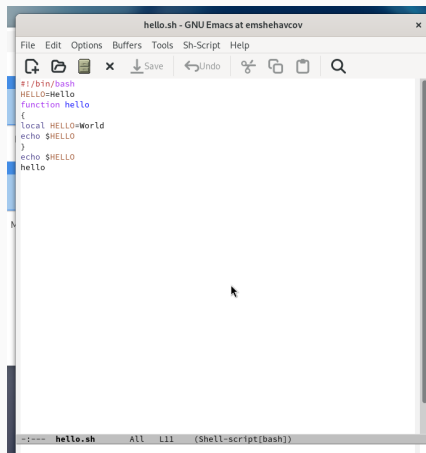 hello.sh - GNU Emacs at emshehavcov
File Edit Options Buffers Tools Sh-Script Help
Save Undo
#!/bin/bash
HELLO=Hello
function hello
{
local HELLO=World
echo $HELLO
}
echo $HELLO
hello
-:--- hello.sh All L11 (Shell-script[bash])